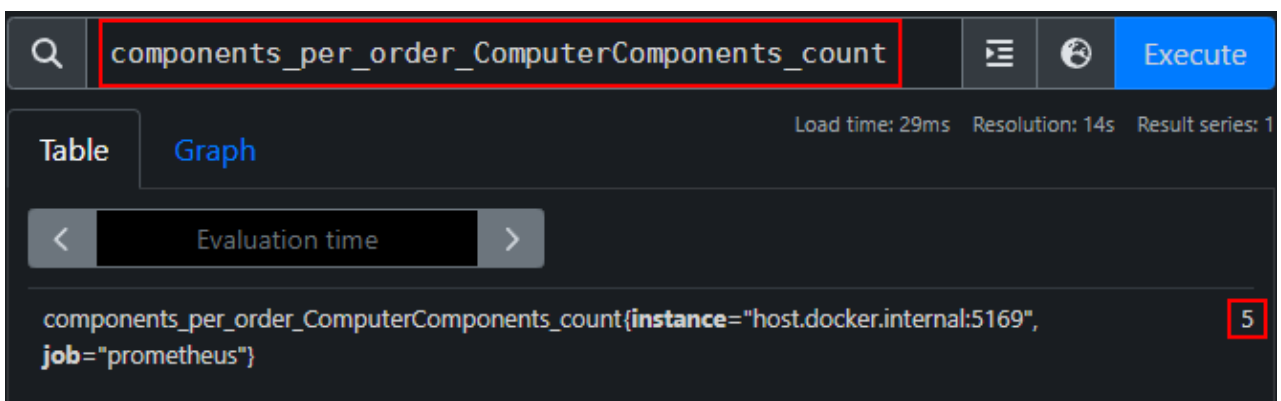 components_per_order_ComputerComponents_count
Execute
Load time: 29ms Resolution: 14s Result series: 1
Table
Graph
Evaluation time
components_per_order_ComputerComponents_count{instance="host.docker.internal:5169", 5
job="prometheus"}